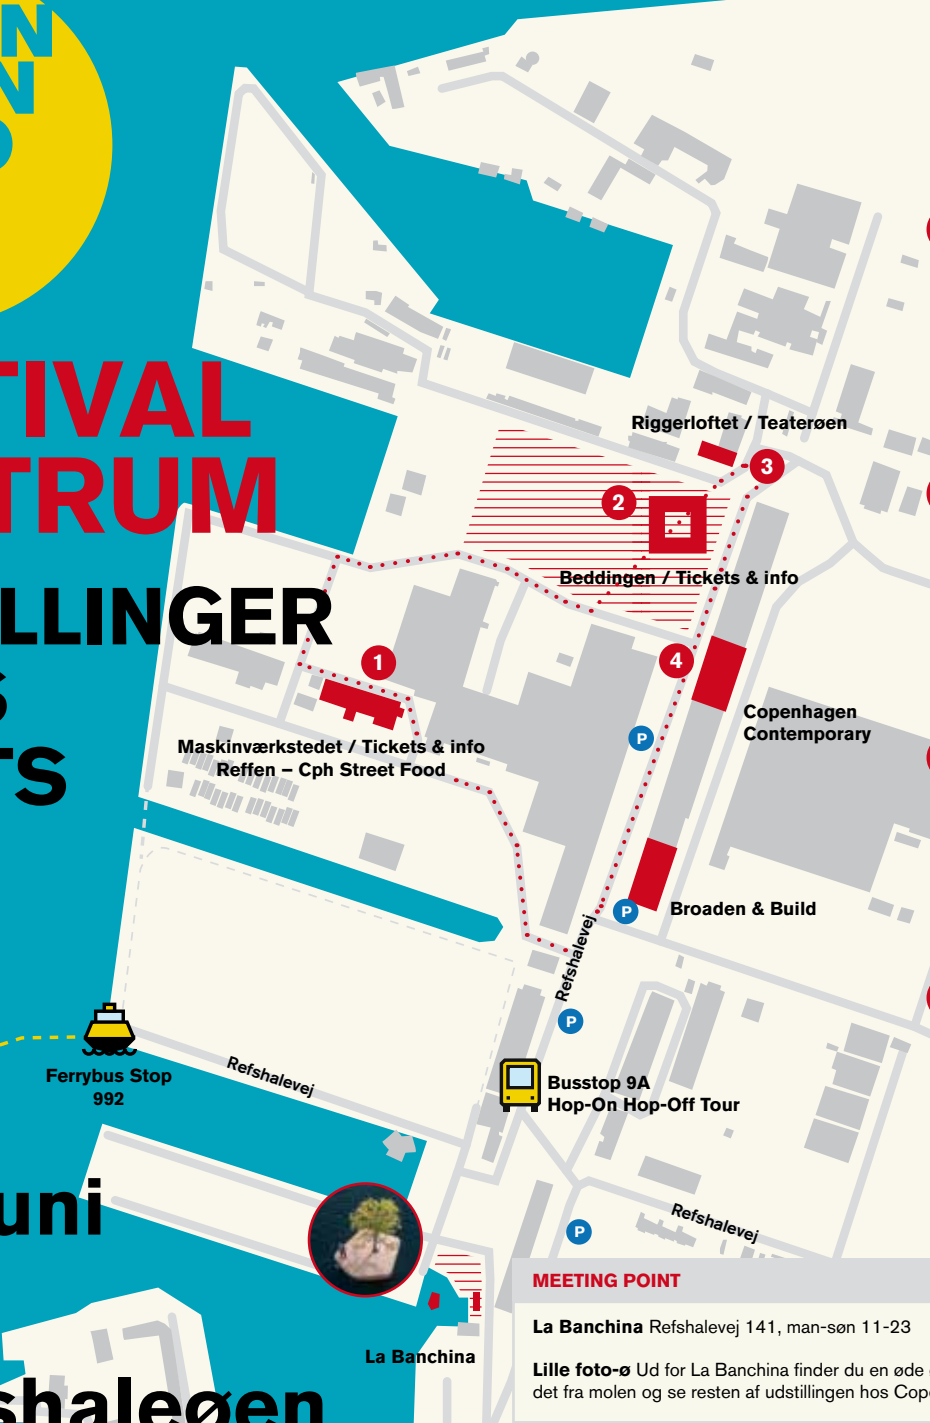 N
N
O
TIVAL
TRUM
LLINGER
S
TS
Riggerloftet / Teaterøen
3
2
Beddingen / Tickets & info
1
4
Copenhagen
Contemporary
P
Maskinværkstedet / Tickets & info
Reffen – Cph Street Food
Broaden & Build
P
Refshalevej
P
Ferrybus Stop
992
Refshalevej
Busstop 9A
Hop-On Hop-Off Tour
uni
Refshalevej
P
MEETING POINT
La Banchina Refshalevej 141, man-søn 11-23
La Banchina
Lille foto-ø Ud for La Banchina finder du en øde
det fra molen og se resten af udstillingen hos Cop
shaleøen